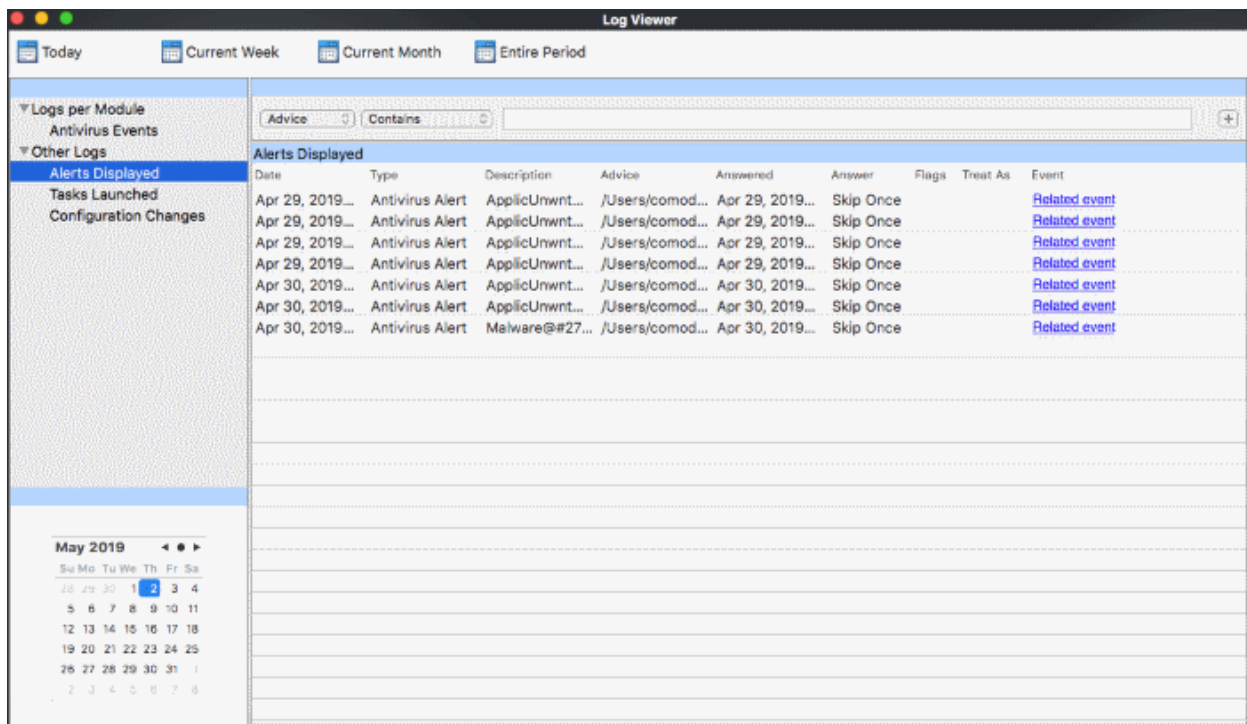 Log Viewer
Today Current Week Current Month Entire Period
Logs per Module
Antivirus Events
Other Logs
Alerts Displayed
Tasks Launched
Configuration Changes
Advice Contains +
Alerts Displayed
Date Type Description Advice Answered Answer Flags Treat As Event
Apr 29, 2019... Antivirus Alert ApplicUnwnt... /Users/comod... Apr 29, 2019... Skip Once Related event
Apr 29, 2019... Antivirus Alert ApplicUnwnt... /Users/comod... Apr 29, 2019... Skip Once Related event
Apr 29, 2019... Antivirus Alert ApplicUnwnt... /Users/comod... Apr 29, 2019... Skip Once Related event
Apr 29, 2019... Antivirus Alert ApplicUnwnt... /Users/comod... Apr 29, 2019... Skip Once Related event
Apr 30, 2019... Antivirus Alert ApplicUnwnt... /Users/comod... Apr 30, 2019... Skip Once Related event
Apr 30, 2019... Antivirus Alert ApplicUnwnt... /Users/comod... Apr 30, 2019... Skip Once Related event
Apr 30, 2019... Antivirus Alert Malware@#27... /Users/comod... Apr 30, 2019... Skip Once Related event
May 2019
Su Mo Tu We Th Fr Sa
28 29 30 1 2 3 4
5 6 7 8 9 10 11
12 13 14 15 16 17 18
19 20 21 22 23 24 25
26 27 28 29 30 31 1
2 3 4 5 6 7 8